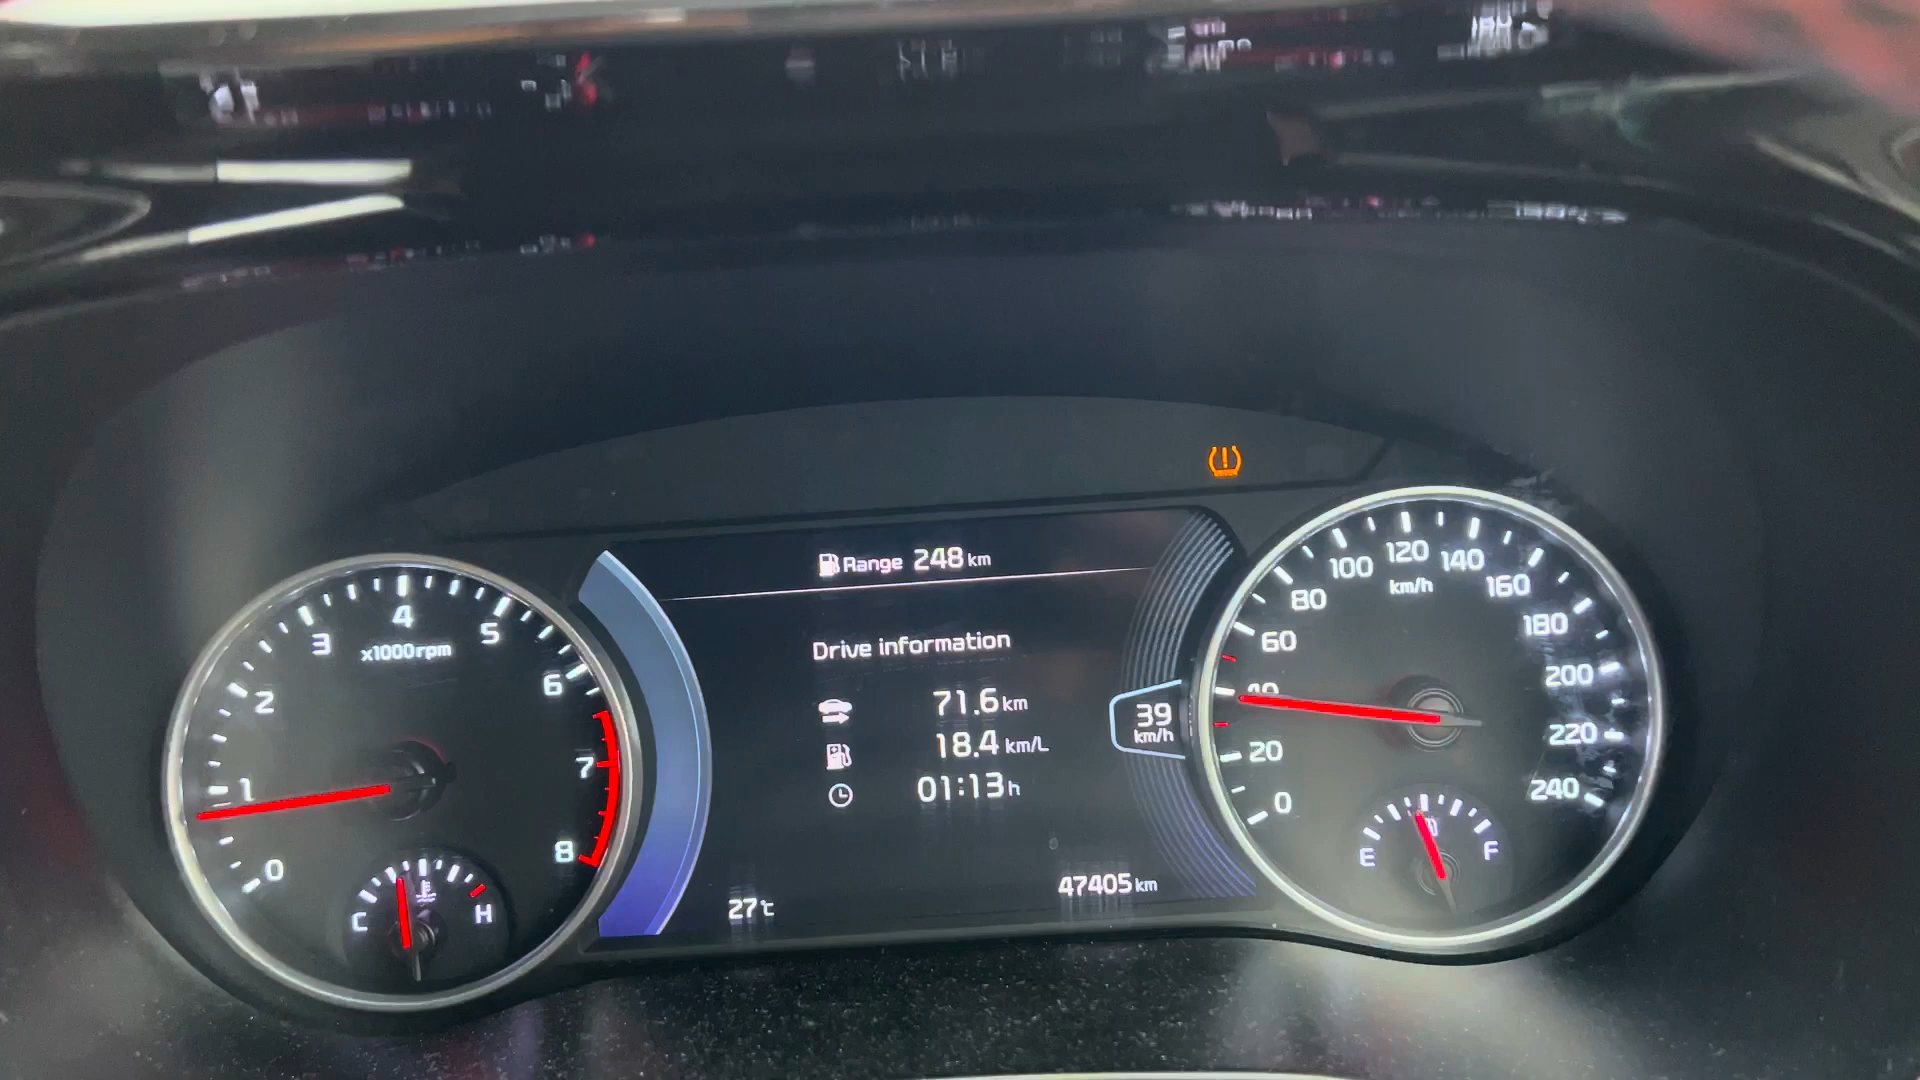 Range 248 km
Drive information
71.6 km
18.4 km/L
01:13 h
39
km/h
27℃
47405 km
0
1
2
3
4
5
6
7
8
x1000rpm
C
H
0
20
40
60
80
100
120
140
160
180
200
220
240
km/h
E
F